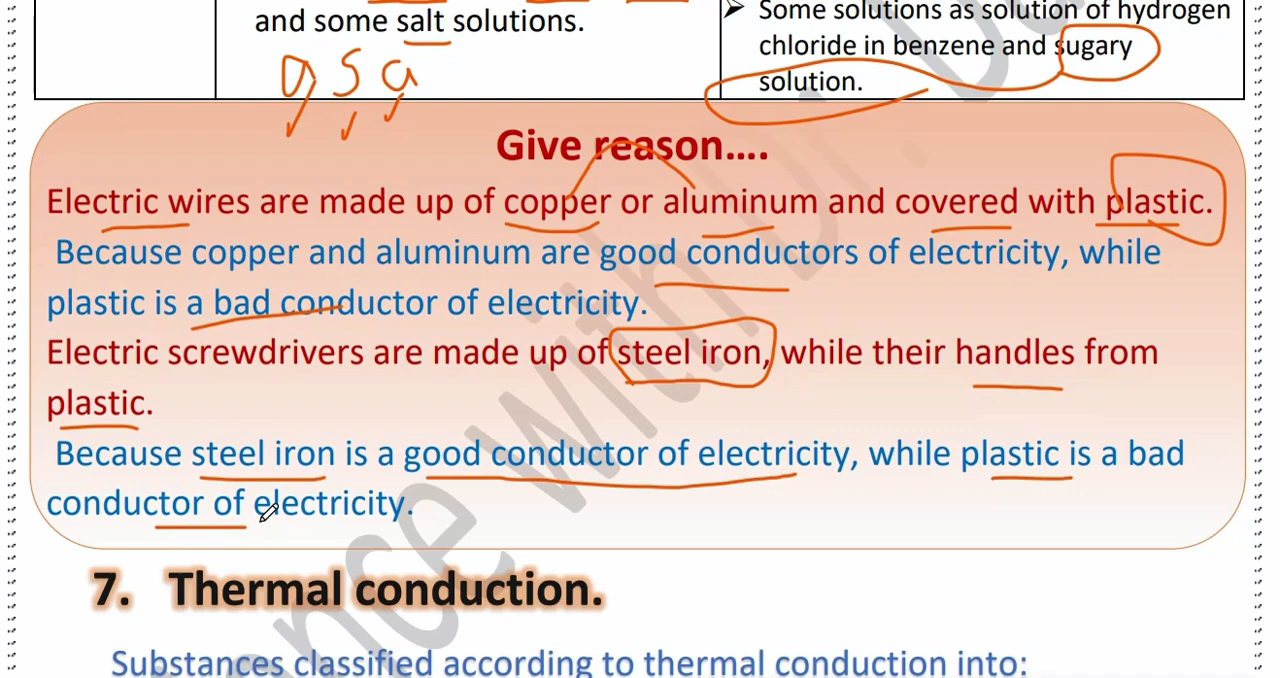 and some salt solutions.
➤ Some solutions as solution of hydrogen
chloride in benzene and sugary
solution.
a s a
Give reason....
Electric wires are made up of copper or aluminum and covered with plastic.
Because copper and aluminum are good conductors of electricity, while
plastic is a bad conductor of electricity.
Electric screwdrivers are made up of steel iron, while their handles from
plastic.
Because steel iron is a good conductor of electricity, while plastic is a bad
conductor of electricity.
7. Thermal conduction.
Substances classified according to thermal conduction into: